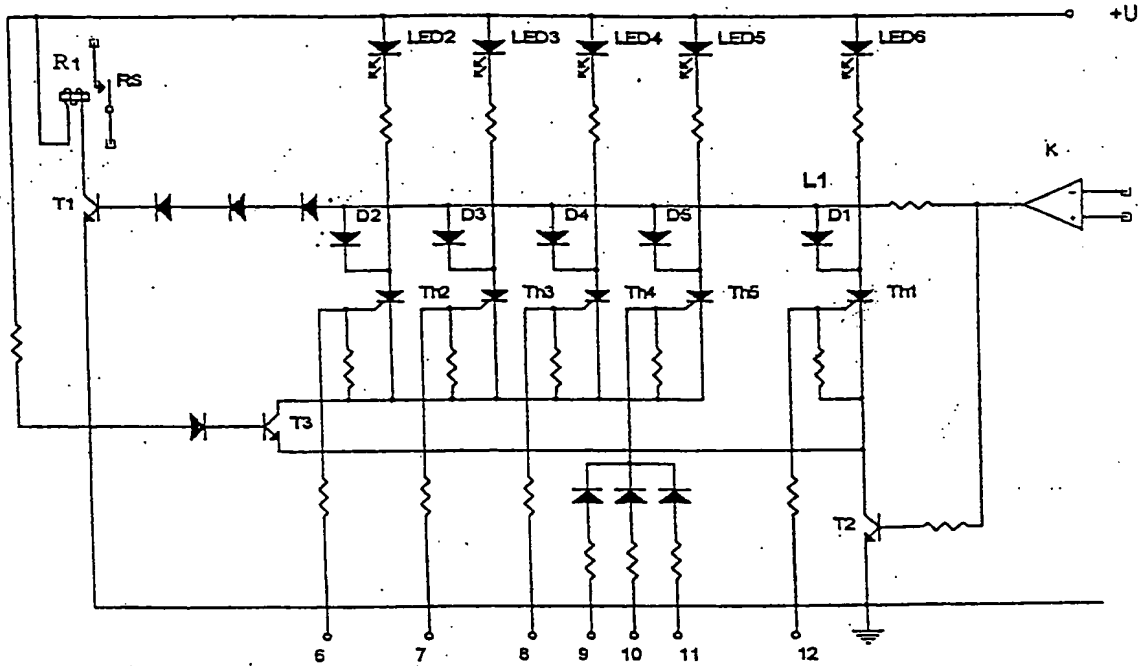 +U
LED2 LED3 LED4 LED5 LED6
R1
RS
K
L1
T1
D2 D3 D4 D5 D1
Th2 Th3 Th4 Th5 Th1
T3
T2
- +
6 7 8 9 10 11 12